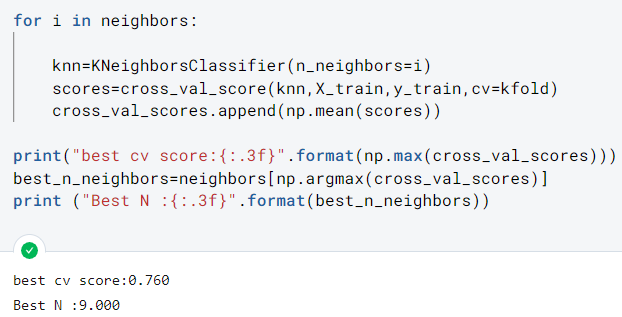 for i in neighbors:
knn=KNeighborsClassifier(n_neighbors=i)
scores=cross_val_score(knn,X_train,y_train,cv=kfold)
cross_val_scores.append(np.mean(scores))
print("best cv score:{:.3f}".format(np.max(cross_val_scores)))
best_n_neighbors=neighbors[np.argmax(cross_val_scores)]
print ("Best N :{:.3f}".format(best_n_neighbors))
best cv score:0.760
Best N :9.000